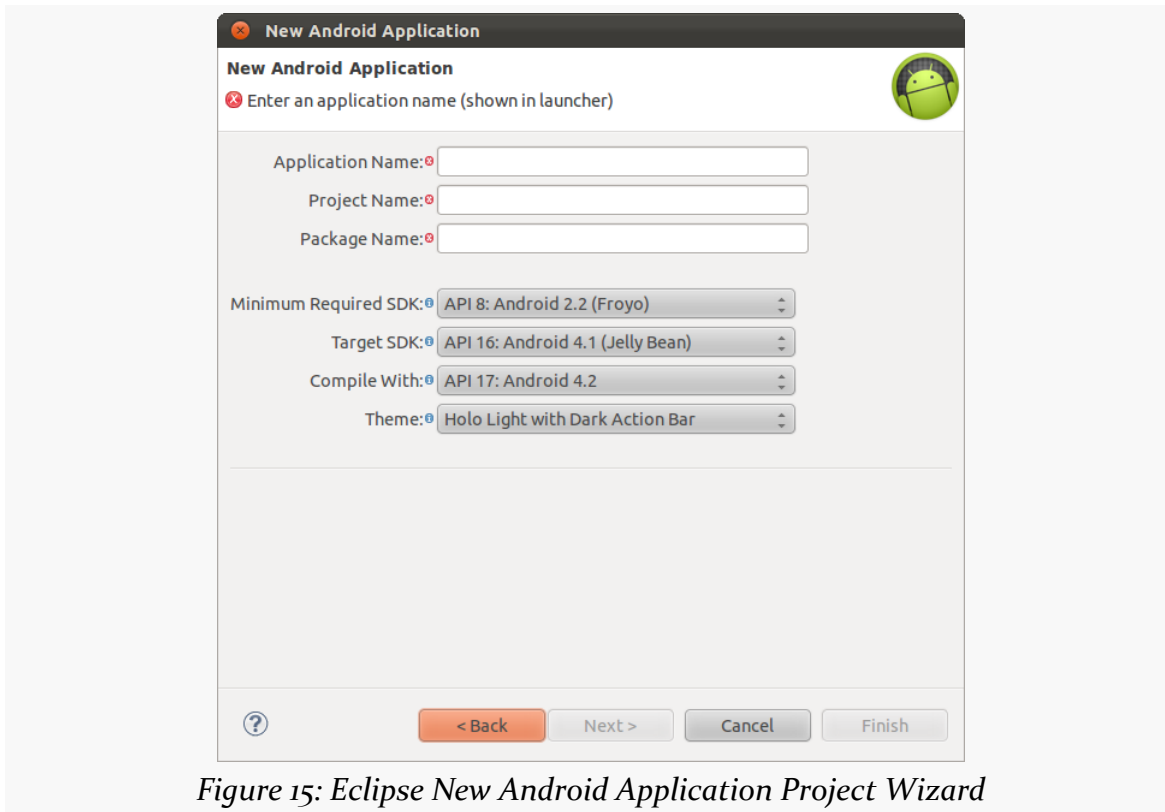 New Android Application
New Android Application
Enter an application name (shown in launcher)
Application Name:
Project Name:
Package Name:
Minimum Required SDK: API 8: Android 2.2 (Froyo)
Target SDK: API 16: Android 4.1 (Jelly Bean)
Compile With: API 17: Android 4.2
Theme: Holo Light with Dark Action Bar
? < Back Next > Cancel Finish
Figure 15: Eclipse New Android Application Project Wizard